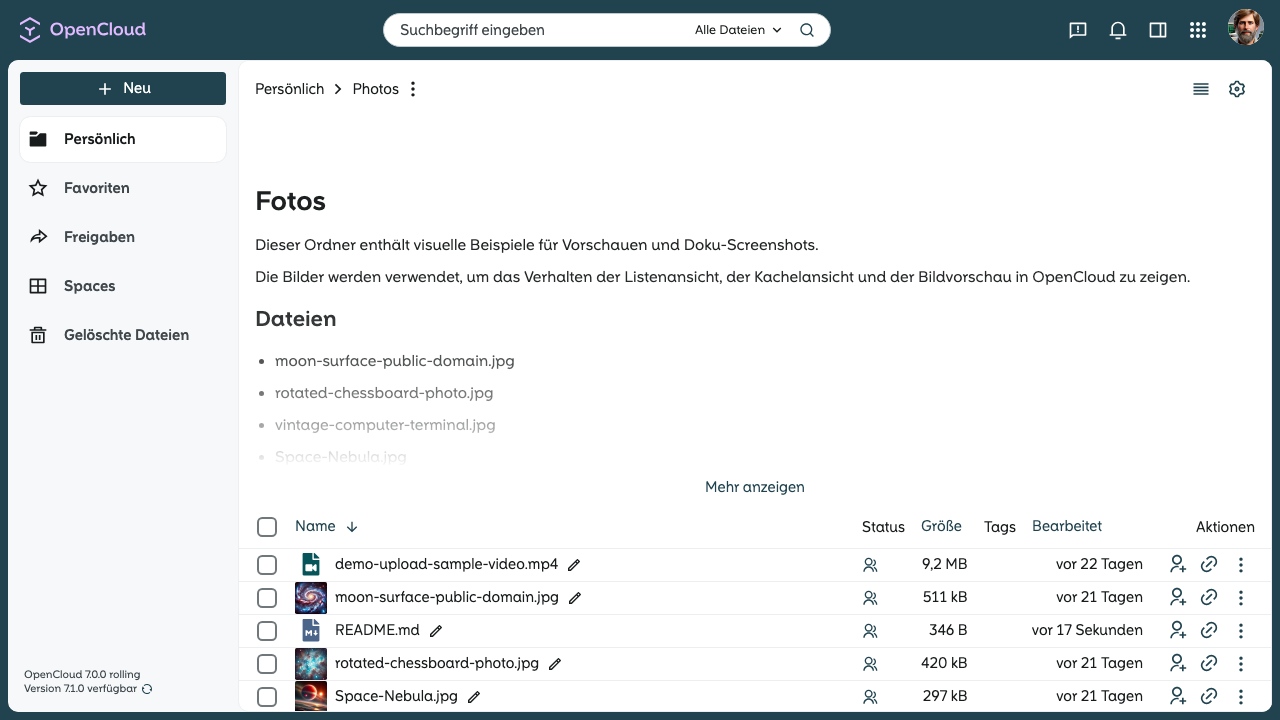 OpenCloud
Suchbegriff eingeben
Alle Dateien
Neu
Persönlich
Favoriten
Freigaben
Spaces
Gelöschte Dateien
OpenCloud 7.0.0 rolling
Version 7.1.0 verfügbar
Persönlich
Photos
Fotos
Dieser Ordner enthält visuelle Beispiele für Vorschauen und Doku-Screenshots.
Die Bilder werden verwendet, um das Verhalten der Listenansicht, der Kachelansicht und der Bildvorschau in OpenCloud zu zeigen.
Dateien
• moon-surface-public-domain.jpg
• rotated-chessboard-photo.jpg
• vintage-computer-terminal.jpg
• Space-Nebula.jpg
Mehr anzeigen
Name Status Größe Tags Bearbeitet Aktionen
demo-upload-sample-video.mp4 9,2 MB vor 22 Tagen
moon-surface-public-domain.jpg 511 kB vor 21 Tagen
M README.md 346 B vor 17 Sekunden
rotated-chessboard-photo.jpg 420 kB vor 21 Tagen
Space-Nebula.jpg 297 kB vor 21 Tagen